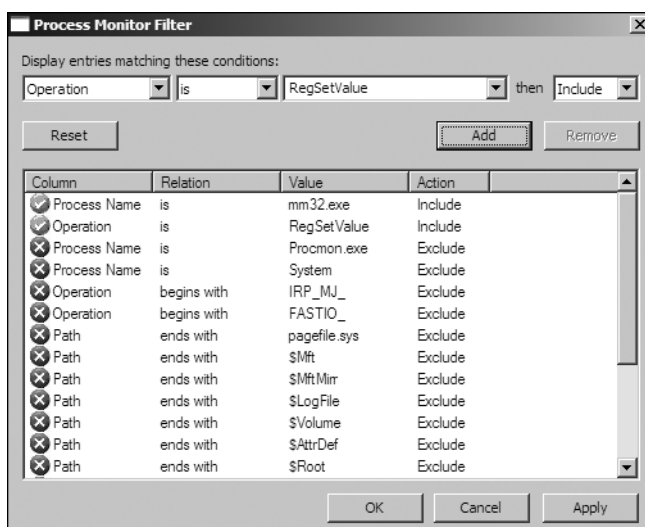 Process Monitor Filter
Display entries matching these conditions:
Operation is RegSetValue then Include
Reset Add Remove
Column Relation Value Action
Process Name is mm32.exe Include
Operation is RegSetValue Include
Process Name is Procmon.exe Exclude
Process Name is System Exclude
Operation begins with IRP_MJ_ Exclude
Operation begins with FASTIO_ Exclude
Path ends with pagefile.sys Exclude
Path ends with $Mft Exclude
Path ends with $MftMirr Exclude
Path ends with $LogFile Exclude
Path ends with $Volume Exclude
Path ends with $AttrDef Exclude
Path ends with $Root Exclude
OK Cancel Apply